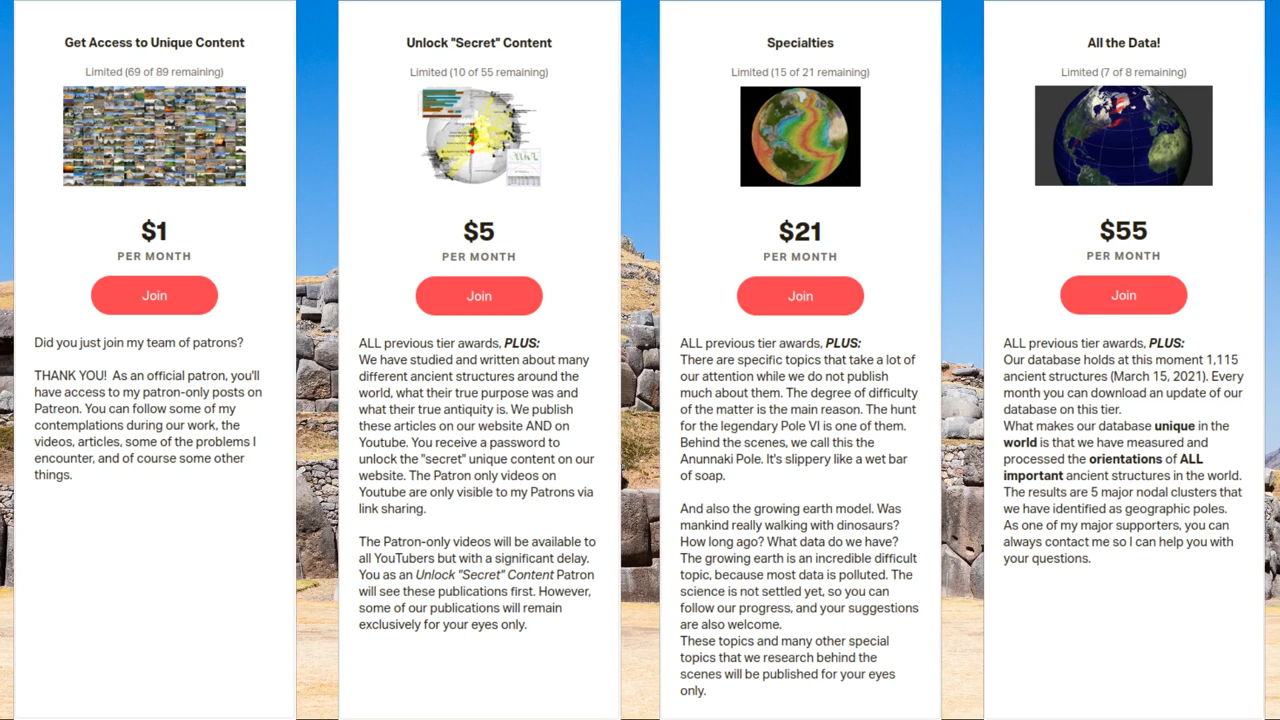 Get Access to Unique Content
Limited (69 of 89 remaining)
$1
PER MONTH
Join
Did you just join my team of patrons?
THANK YOU!  As an official patron, you'll
have access to my patron-only posts on
Patreon. You can follow some of my
contemplations during our work, the
videos, articles, some of the problems I
encounter, and of course some other
things.
Unlock "Secret" Content
Limited (10 of 55 remaining)
$5
PER MONTH
Join
ALL previous tier awards, PLUS:
We have studied and written about many
different ancient structures around the
world, what their true purpose was and
what their true antiquity is. We publish
these articles on our website AND on
Youtube. You receive a password to
unlock the "secret" unique content on our
website. The Patron only videos on
Youtube are only visible to my Patrons via
link sharing.
The Patron-only videos will be available to
all YouTubers but with a significant delay.
You as an Unlock "Secret" Content Patron
will see these publications first. However,
some of our publications will remain
exclusively for your eyes only.
Specialties
Limited (15 of 21 remaining)
$21
PER MONTH
Join
ALL previous tier awards, PLUS:
There are specific topics that take a lot of
our attention while we do not publish
much about them. The degree of difficulty
of the matter is the main reason. The hunt
for the legendary Pole VI is one of them.
Behind the scenes, we call this the
Anunnaki Pole. It's slippery like a wet bar
of soap.
And also the growing earth model. Was
mankind really walking with dinosaurs?
How long ago? What data do we have?
The growing earth is an incredible difficult
topic, because most data is polluted. The
science is not settled yet, so you can
follow our progress, and your suggestions
are also welcome.
These topics and many other special
topics that we research behind the
scenes will be published for your eyes
only.
All the Data!
Limited (7 of 8 remaining)
$55
PER MONTH
Join
ALL previous tier awards, PLUS:
Our database holds at this moment 1,115
ancient structures (March 15, 2021). Every
month you can download an update of our
database on this tier.
What makes our database unique in the
world is that we have measured and
processed the orientations of ALL
important ancient structures in the world.
The results are 5 major nodal clusters that
we have identified as geographic poles.
As one of my major supporters, you can
always contact me so I can help you with
your questions.